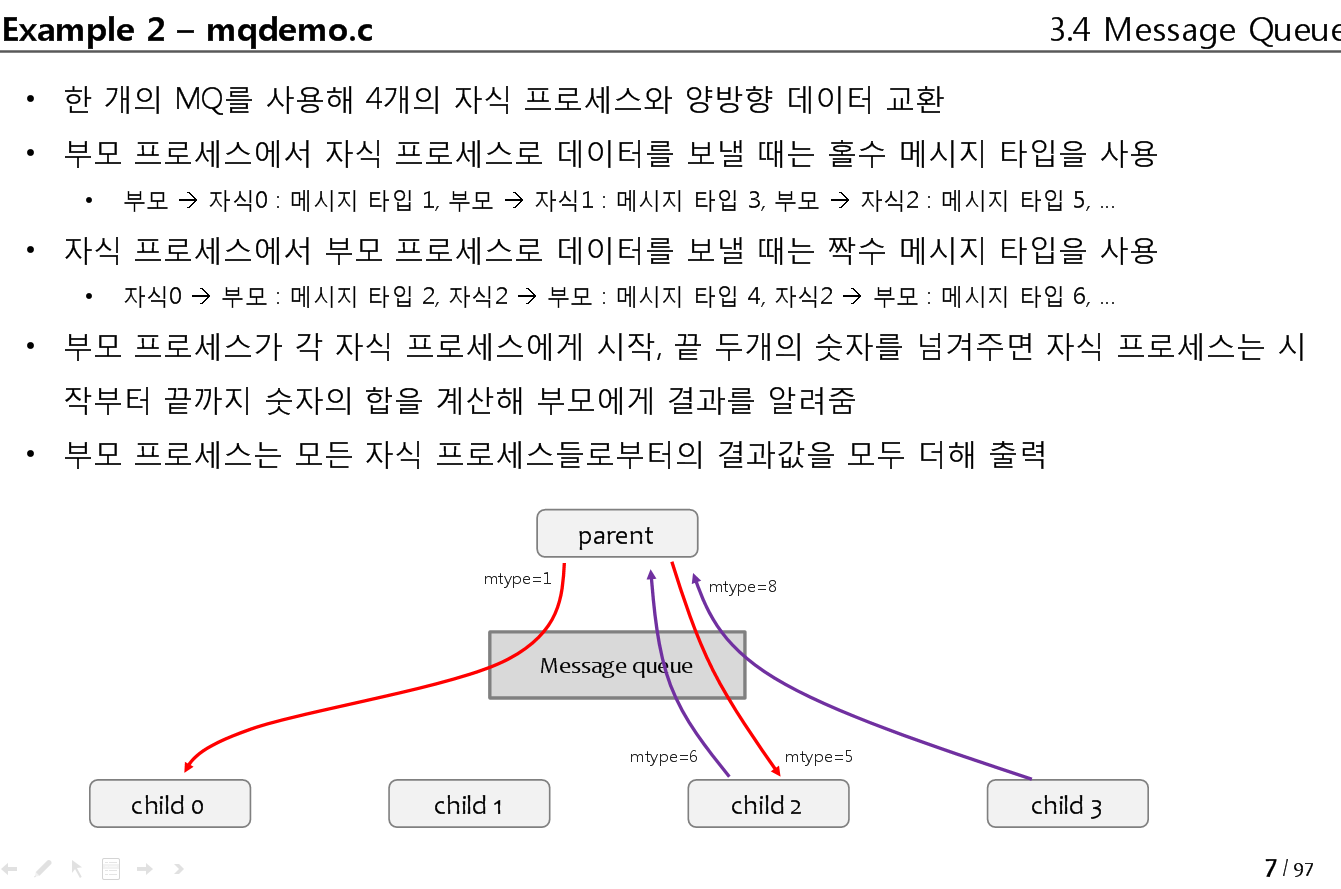 Example 2 – mqdemo.c
3.4 Message Queue
• 한 개의 MQ를 사용해 4개의 자식 프로세스와 양방향 데이터 교환
• 부모 프로세스에서 자식 프로세스로 데이터를 보낼 때는 홀수 메시지 타입을 사용
• 부모 → 자식0 : 메시지 타입 1, 부모 → 자식1 : 메시지 타입 3, 부모 → 자식2 : 메시지 타입 5, ...
• 자식 프로세스에서 부모 프로세스로 데이터를 보낼 때는 짝수 메시지 타입을 사용
• 자식0 → 부모 : 메시지 타입 2, 자식2 → 부모 : 메시지 타입 4, 자식2 → 부모 : 메시지 타입 6, ...
• 부모 프로세스가 각 자식 프로세스에게 시작, 끝 두개의 숫자를 넘겨주면 자식 프로세스는 시
작부터 끝까지 숫자의 합을 계산해 부모에게 결과를 알려줌
• 부모 프로세스는 모든 자식 프로세스들로부터의 결과값을 모두 더해 출력
parent
mtype=1
mtype=8
Message queue
mtype=6
mtype=5
child 0
child 1
child 2
child 3
7 / 97